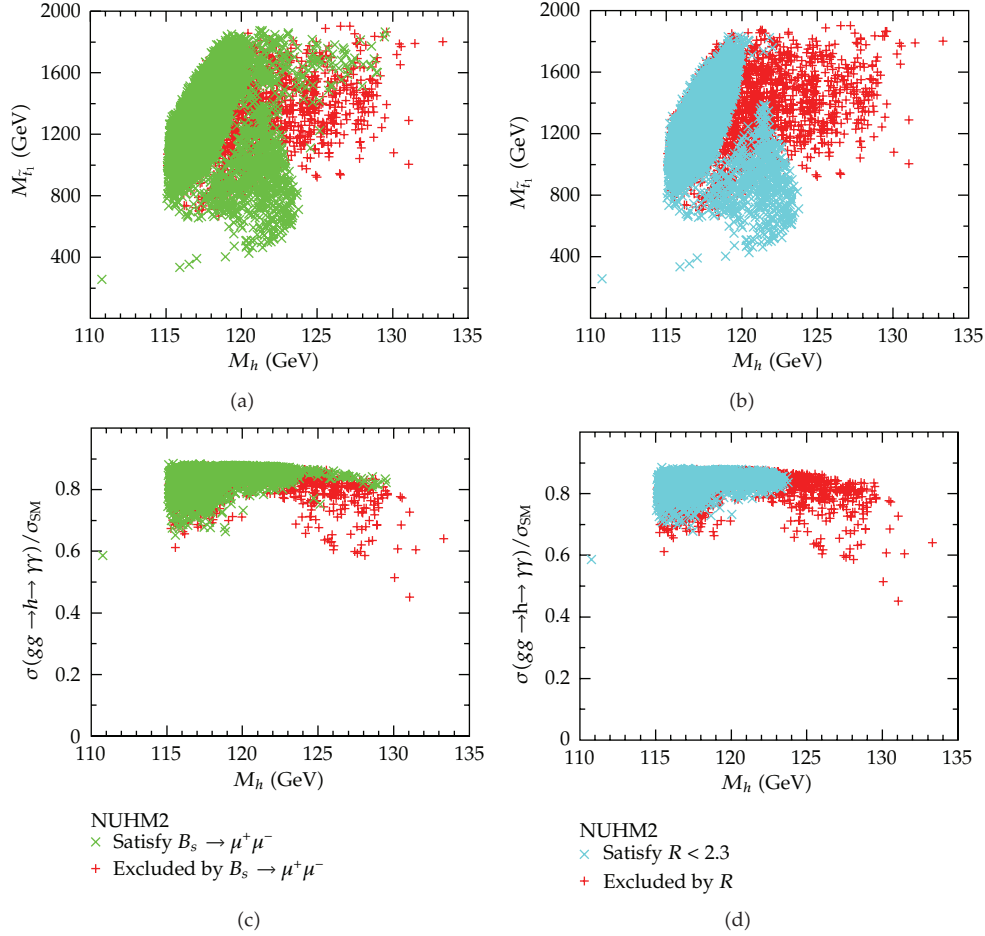 2000
1600
1200
800
400
M_{t̃_1} (GeV)
110 115 120 125 130 135
M_h (GeV)
(a)
2000
1600
1200
800
400
M_{t̃_1} (GeV)
110 115 120 125 130 135
M_h (GeV)
(b)
0.8
0.6
0.4
0.2
0
σ(gg → h → γγ)/σ_SM
110 115 120 125 130 135
M_h (GeV)
NUHM2
× Satisfy B_s → μ⁺μ⁻
+ Excluded by B_s → μ⁺μ⁻
(c)
0.8
0.6
0.4
0.2
0
σ(gg → h → γγ)/σ_SM
110 115 120 125 130 135
M_h (GeV)
NUHM2
× Satisfy R < 2.3
+ Excluded by R
(d)